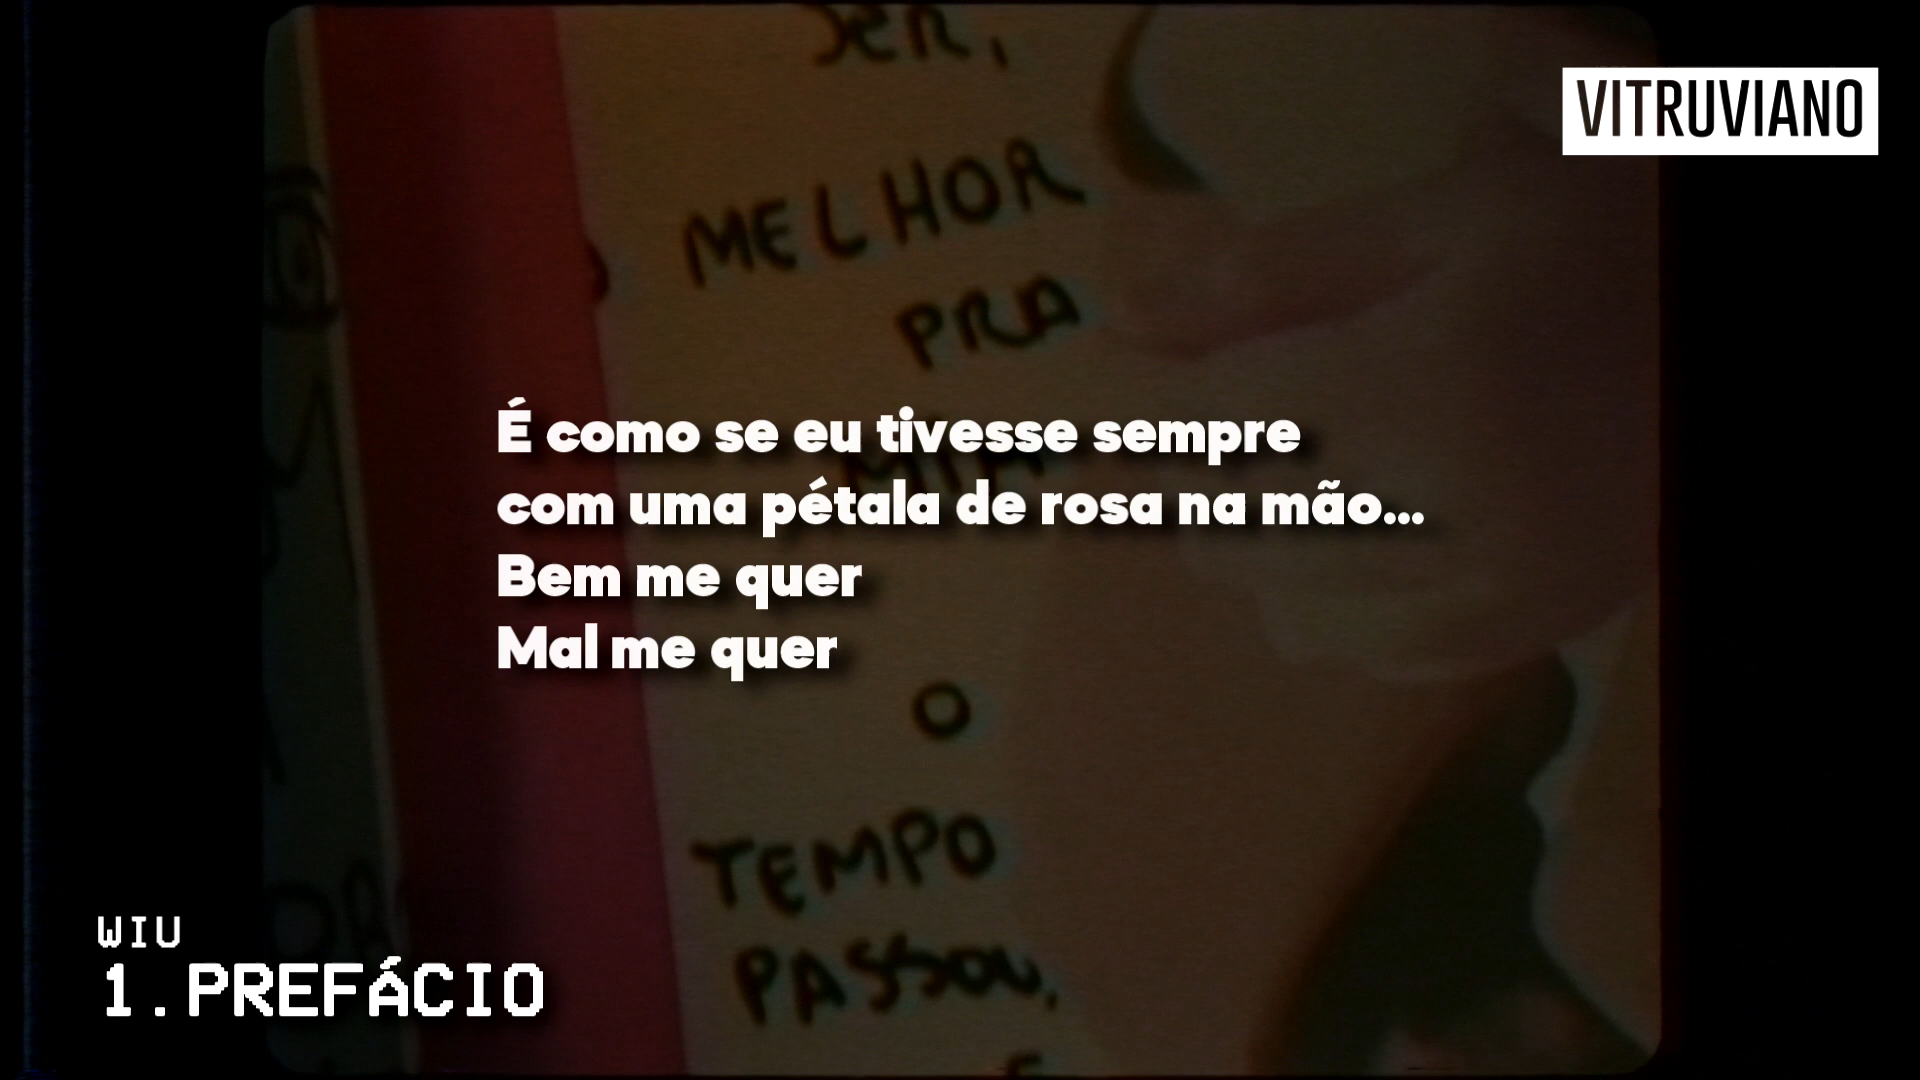 SER,
VITRUVIANO
MELHOR
PRA
É como se eu tivesse sempre
com uma pétala de rosa na mão...
Bem me quer
Mal me quer
O
TEMPO
PASSOU,
WIU
1.PREFÁCIO